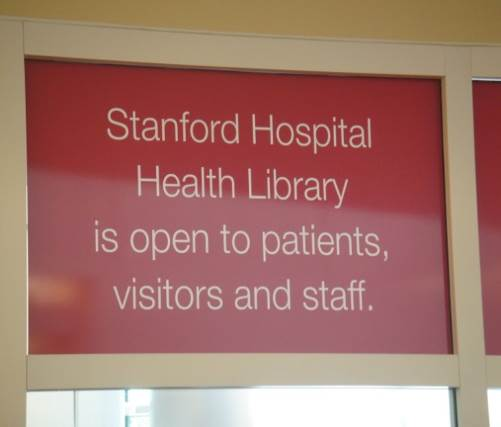 Stanford Hospital
Health Library
is open to patients,
visitors and staff.